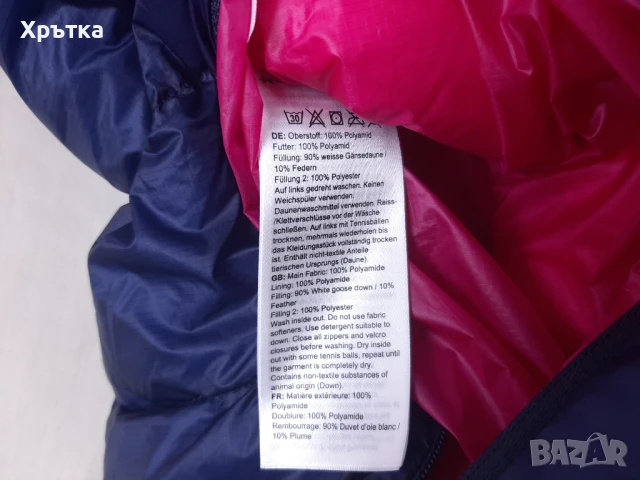 Хрътка
30
DE: Oberstoff: 100% Polyamid
Futter: 100% Polyamid
Füllung: 90% weisse Gänsedaune /
10% Federn
Füllung 2: 100% Polyester
Auf links gedreht waschen. Keinen
Weichspüler verwenden.
Daunenwaschmittel verwenden. Reiss-
/Klettverschlüsse vor der Wäsche
schließen. Auf links mit Tennisbällen
trocknen, mehrmals wiederholen bis
das Kleidungsstück vollständig trocken
ist. Enthält nicht-textile Anteile
tierischen Ursprungs (Daune).
GB: Main Fabric: 100% Polyamide
Lining: 100% Polyamide
Filling: 90% White goose down / 10%
Feather
Filling 2: 100% Polyester
Wash inside out. Do not use fabric
softeners. Use detergent suitable to
down. Close all zippers and velcro
closures before washing. Dry inside
out with some tennis balls, repeat until
the garment is completely dry.
Contains non-textile substances of
animal origin (Down).
FR: Matière extérieure: 100%
Polyamide
Doublure: 100% Polyamide
Rembourrage: 90% Duvet d'oie blanc /
10% Plume
BAZAR